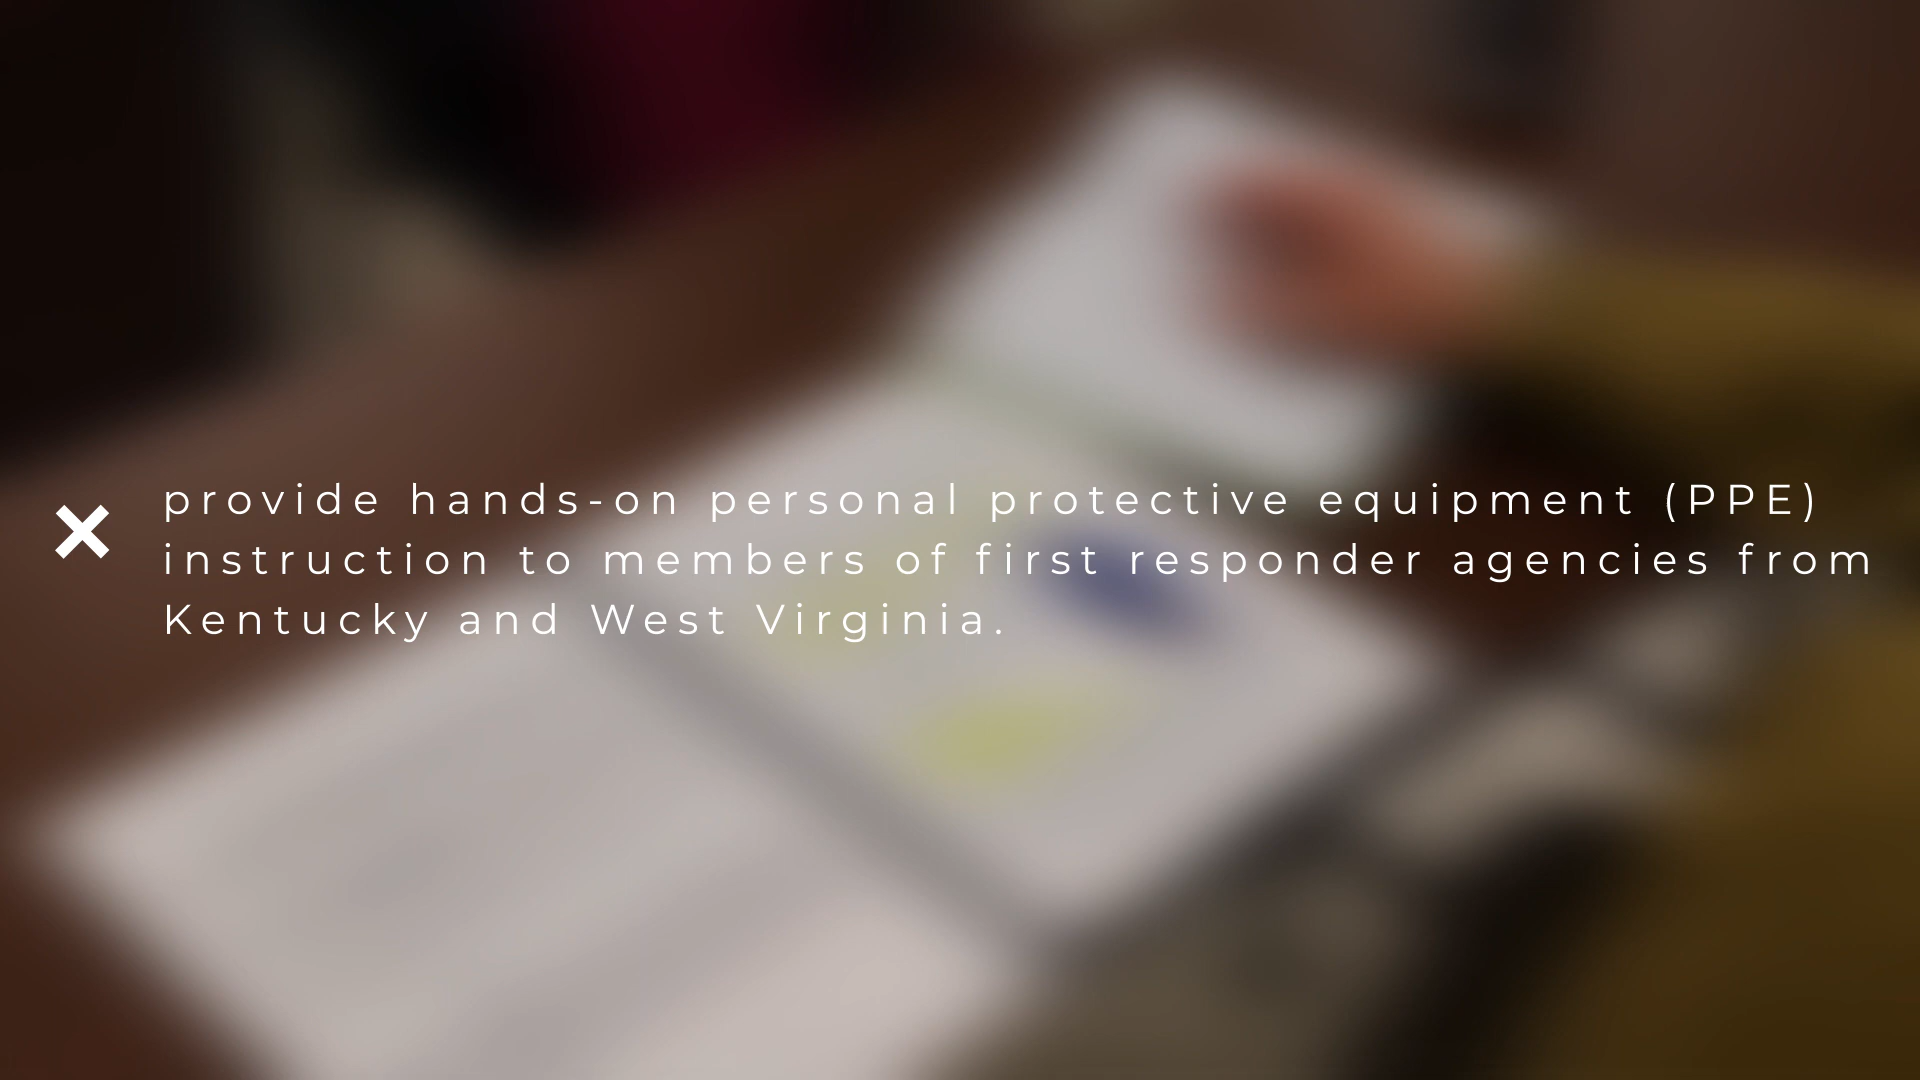 provide hands-on personal protective equipment (PPE)
instruction to members of first responder agencies from
Kentucky and West Virginia.